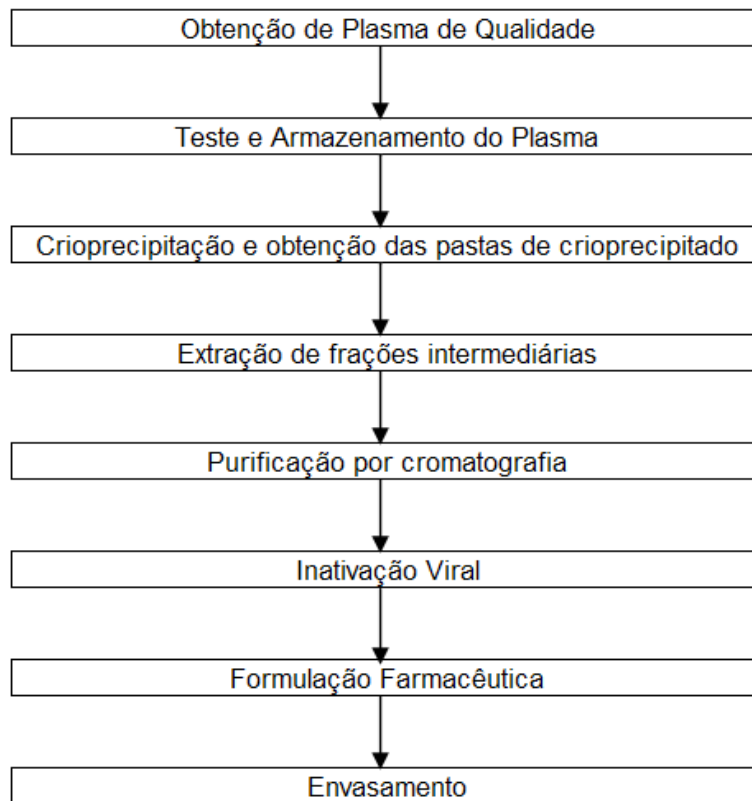 Obtenção de Plasma de Qualidade
Teste e Armazenamento do Plasma
Crioprecipitação e obtenção das pastas de crioprecipitado
Extração de frações intermediárias
Purificação por cromatografia
Inativação Viral
Formulação Farmacêutica
Envasamento